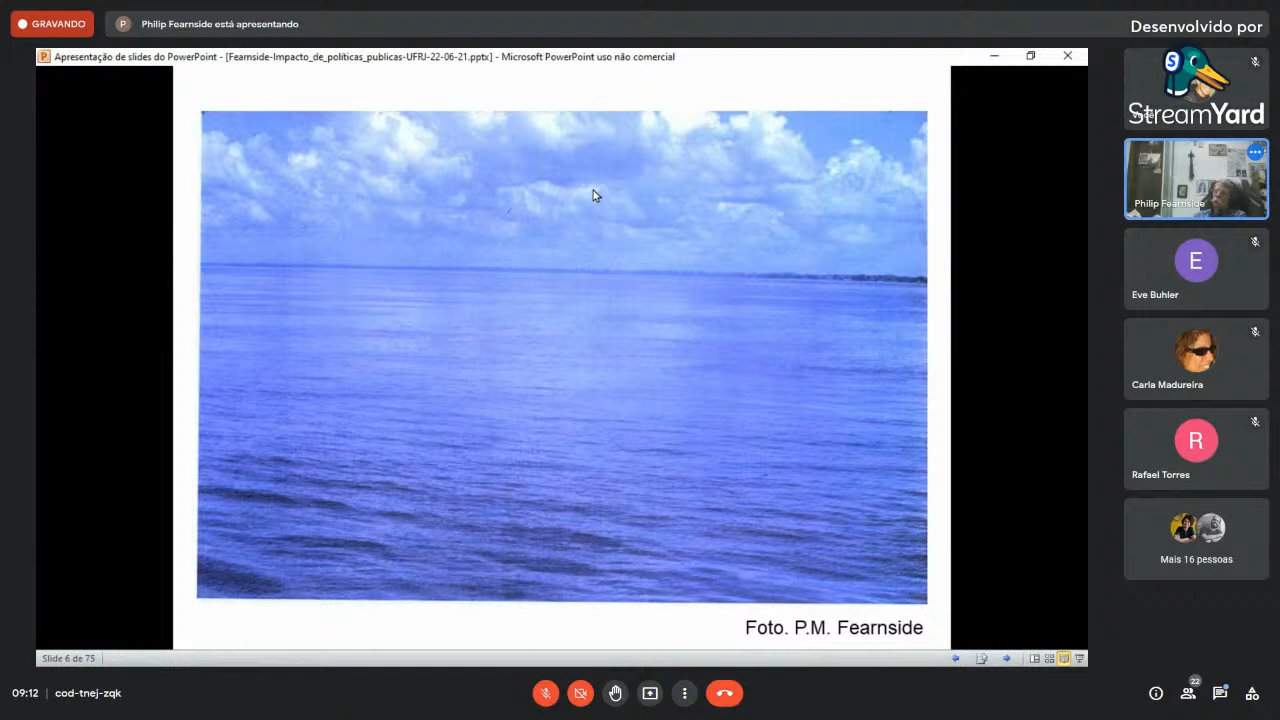 GRAVANDO
P
Philip Fearnside está apresentando
Desenvolvido por
Apresentação de slides do PowerPoint - [Fearnside-Impacto_de_políticas_publicas-UFRJ-22-06-21.pptx] - Microsoft PowerPoint uso não comercial
S
StreamYard
Philip Fearnside
E
Eve Buhler
Carla Madureira
R
Rafael Torres
Mais 16 pessoas
Foto. P.M. Fearnside
Slide 6 de 75
09:12
cod-tnej-zqk
22